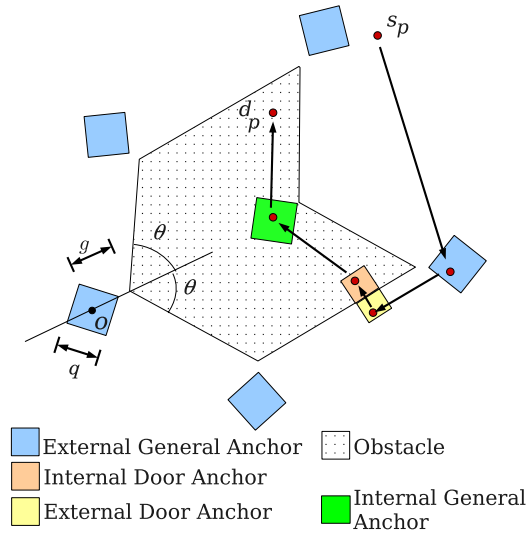 s_p
d_p
θ
g
θ
o
q
External General Anchor
Obstacle
Internal Door Anchor
External Door Anchor
Internal General
Anchor